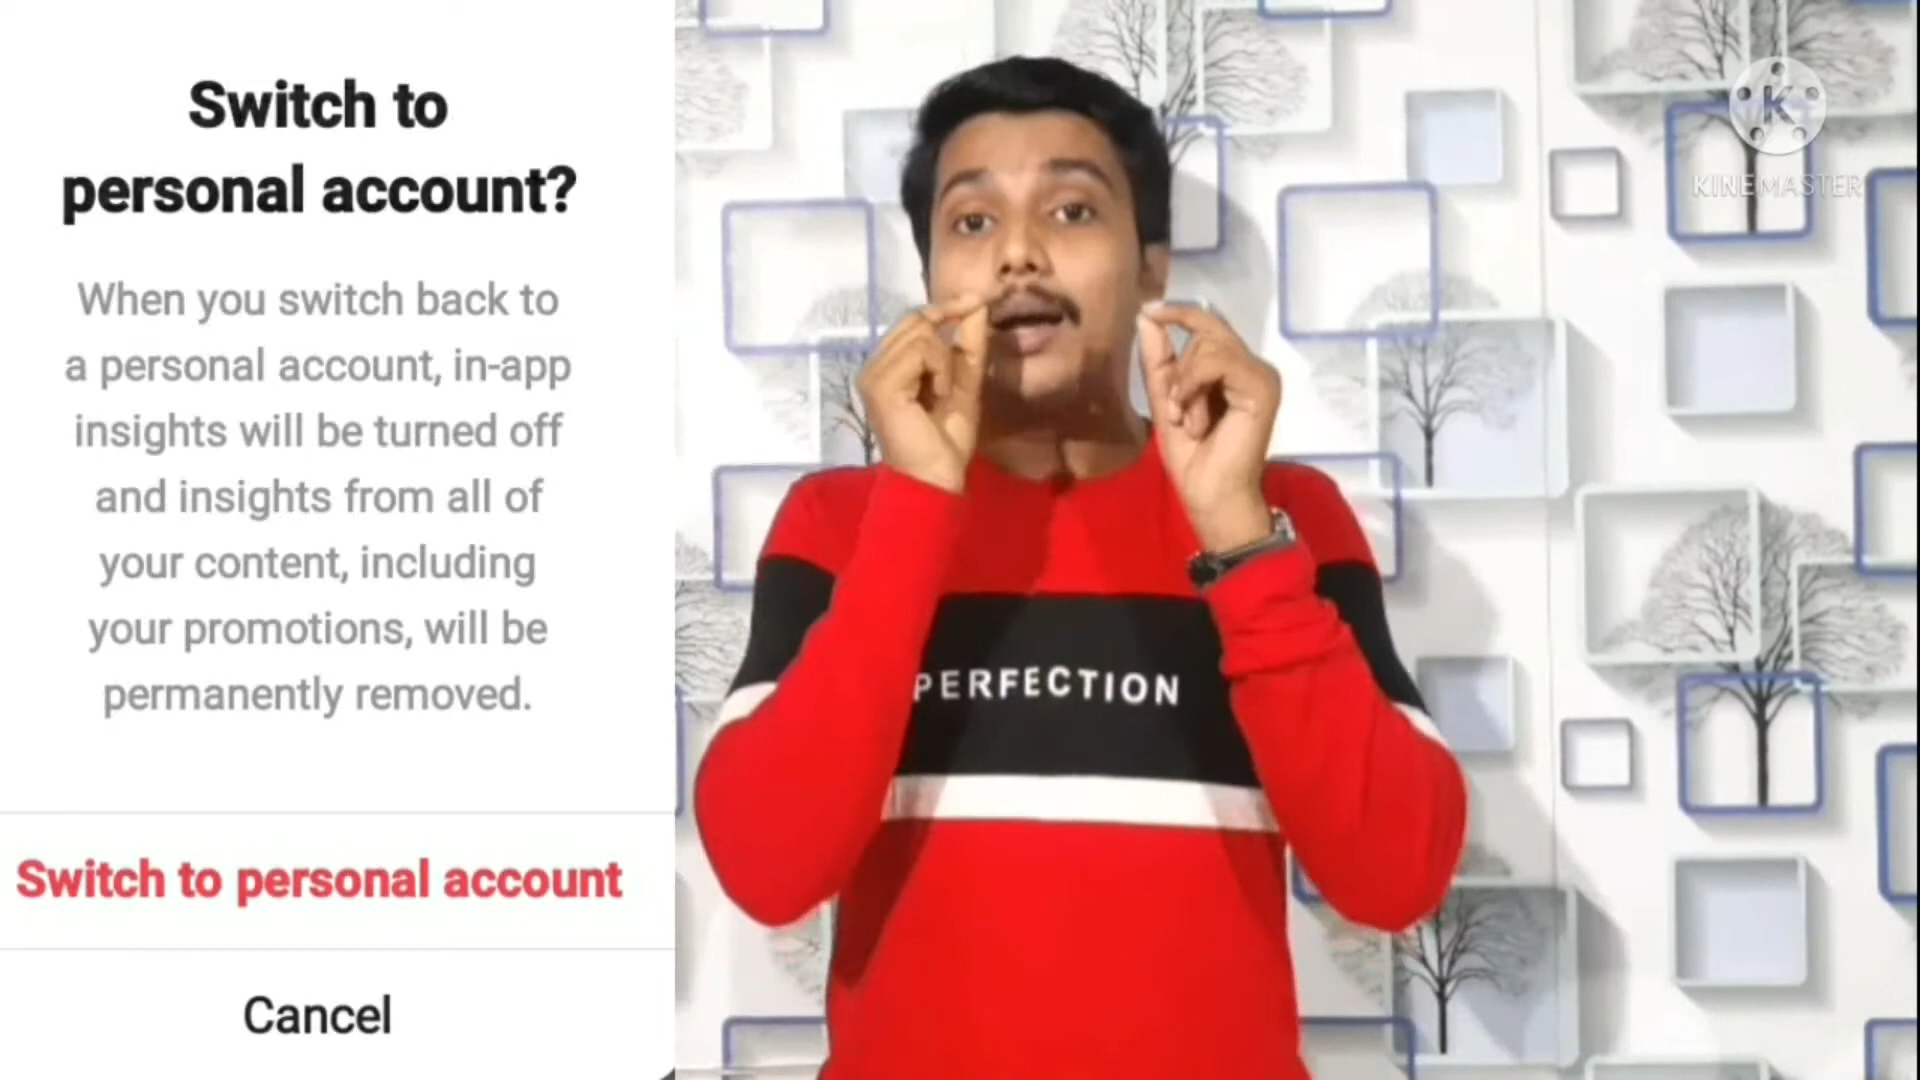 Switch to
personal account?
When you switch back to
a personal account, in-app
insights will be turned off
and insights from all of
your content, including
your promotions, will be
permanently removed.
Switch to personal account
Cancel
PERFECTION
K
KINEMASTER